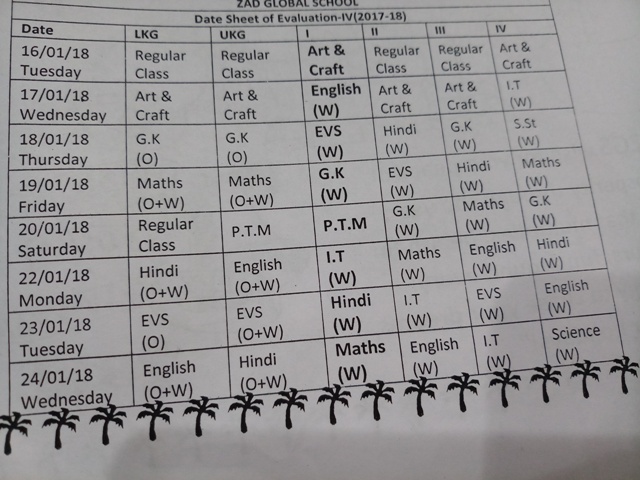 ZAD GLOBAL SCHOOL
Date Sheet of Evaluation-IV(2017-18)
Date LKG UKG I II III IV
16/01/18 Regular Regular Art & Regular Regular Art &
Tuesday Class Class Craft Class Class Craft
17/01/18 Art & Art & English Art & Art & I.T
Wednesday Craft Craft (W) Craft Craft (W)
18/01/18 G.K G.K EVS Hindi G.K S.St
Thursday (O) (O) (W) (W) (W) (W)
19/01/18 Maths Maths G.K EVS Hindi Maths
Friday (O+W) (O+W) (W) (W) (W) (W)
20/01/18 Regular P.T.M P.T.M G.K Maths G.K
Saturday Class (W) (W) (W)
22/01/18 Hindi English I.T Maths English Hindi
Monday (O+W) (O+W) (W) (W) (W) (W)
23/01/18 EVS EVS Hindi I.T EVS English
Tuesday (O) (O+W) (W) (W) (W) (W)
24/01/18 English Hindi Maths English I.T Science
Wednesday (O+W) (O+W) (W) (W) (W) (W)